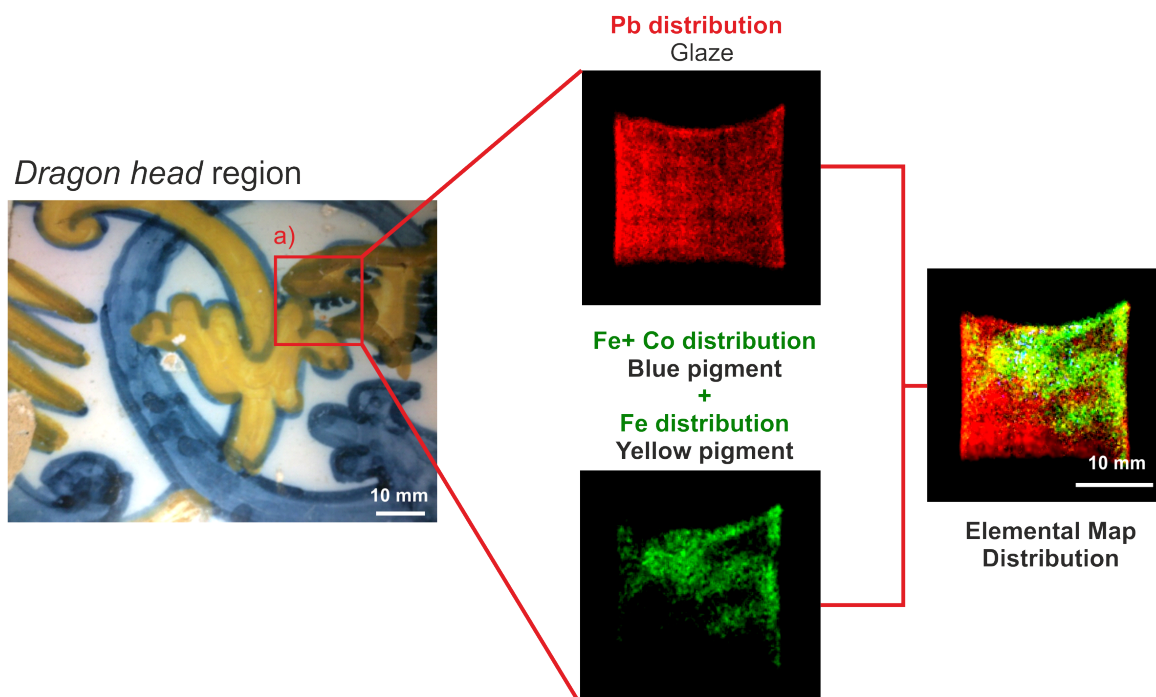 Dragon head region
a)
10 mm
Pb distribution
Glaze
Fe+ Co distribution
Blue pigment
+
Fe distribution
Yellow pigment
10 mm
Elemental Map
Distribution